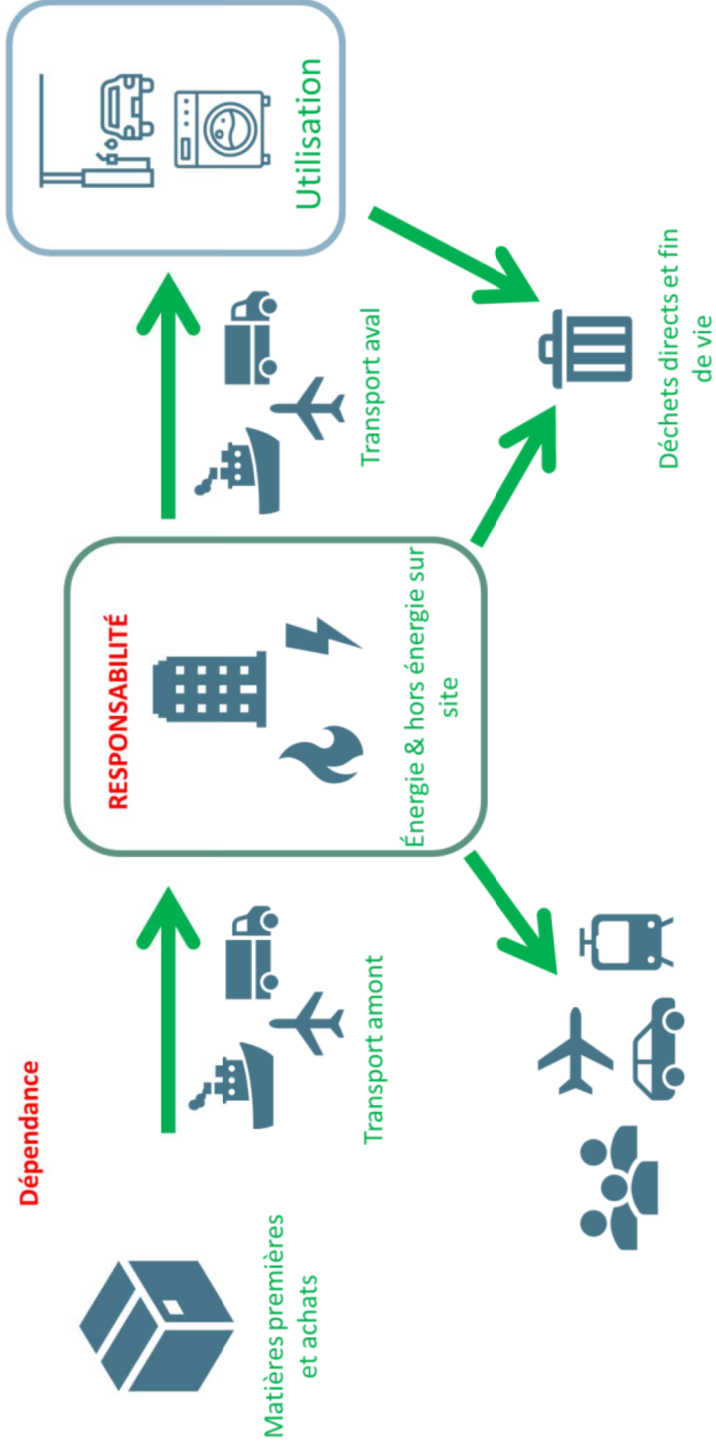 Dépendance
Matières premières
et achats
Transport amont
RESPONSABILITÉ
Énergie & hors énergie sur
site
Transport aval
Utilisation
Déchets directs et fin
de vie